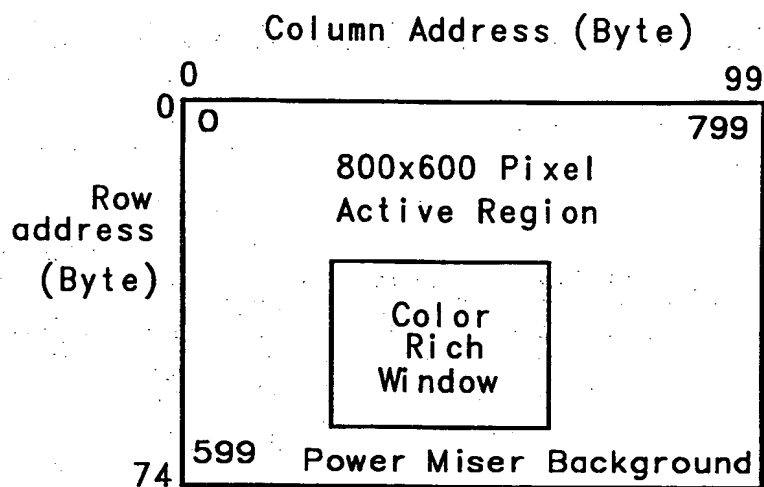 Column Address (Byte)
0 99
0
0 799
800x600 Pixel
Active Region
Row
address
(Byte)
Color
Rich
Window
599
Power Miser Background
74